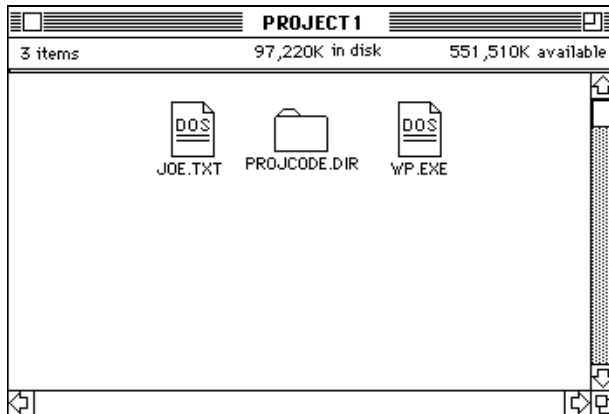 PROJECT1
3 items 97,220K in disk 551,510K available
DOS DOS
JOE.TXT PROJCODE.DIR WP.EXE